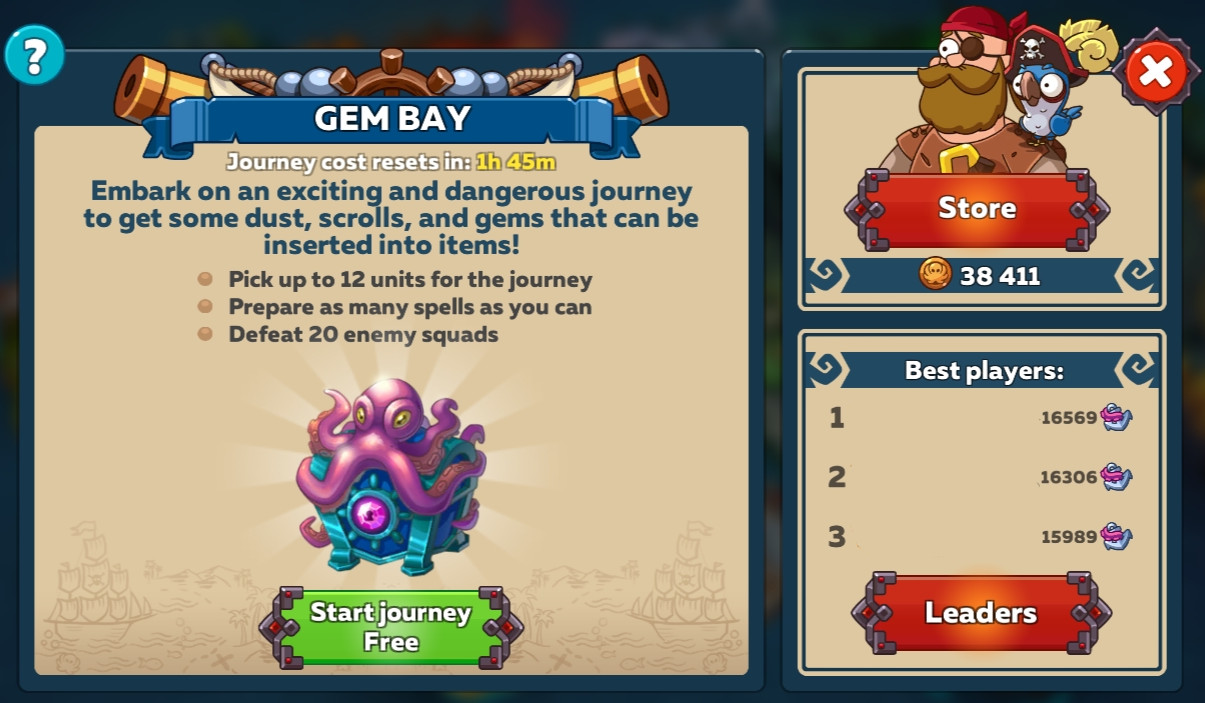 ?
GEM BAY
Journey cost resets in: 1h 45m
Embark on an exciting and dangerous journey
to get some dust, scrolls, and gems that can be
inserted into items!
Pick up to 12 units for the journey
Prepare as many spells as you can
Defeat 20 enemy squads
Start journey
Free
Store
38 411
Best players:
1 16569
2 16306
3 15989
Leaders